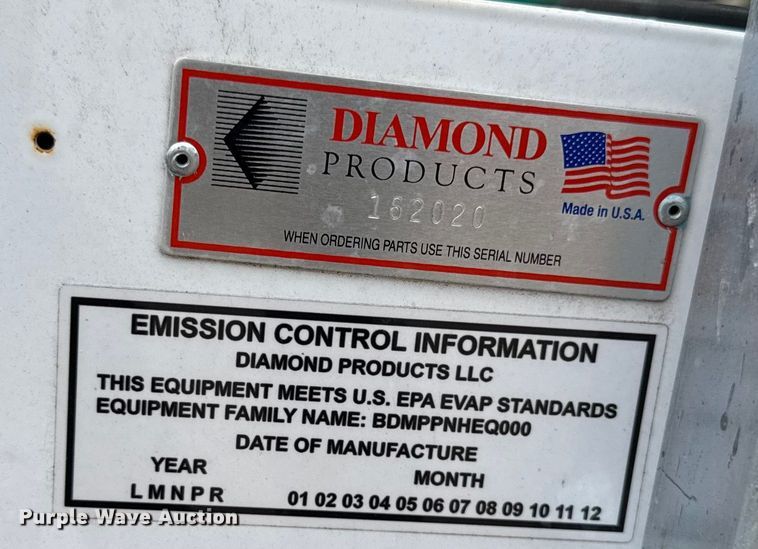 DIAMOND
PRODUCTS
Made in U.S.A.
162020
WHEN ORDERING PARTS USE THIS SERIAL NUMBER
EMISSION CONTROL INFORMATION
DIAMOND PRODUCTS LLC
THIS EQUIPMENT MEETS U.S. EPA EVAP STANDARDS
EQUIPMENT FAMILY NAME: BDMPPNHEQ000
DATE OF MANUFACTURE
YEAR MONTH
L M N P R 01 02 03 04 05 06 07 08 09 10 11 12
Purple Wave Auction